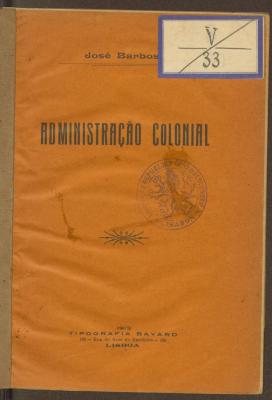 José Barbos
V
33
ADMINISTRAÇÃO COLONIAL
TIPOGRAFIA BAYARD
LISBOA